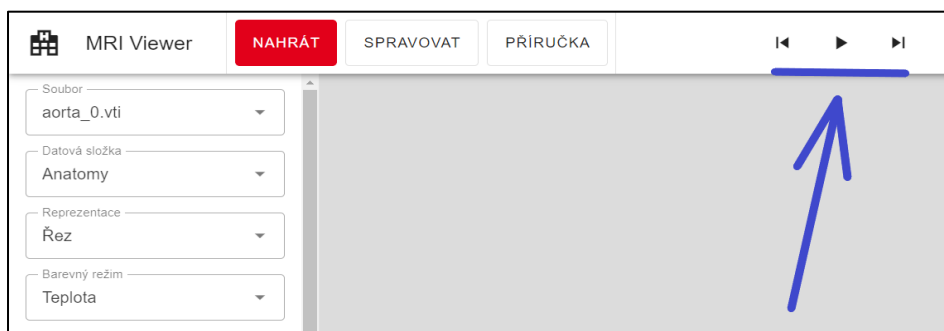 MRI Viewer NAHRÁT SPRAVOVAT PŘÍRUČKA
Soubor
aorta_0.vti
Datová složka
Anatomy
Reprezentace
Řez
Barevný režim
Teplota